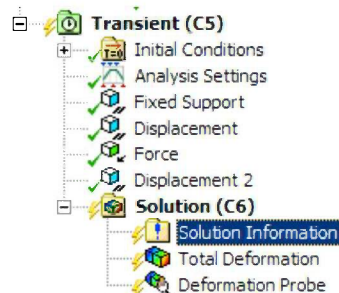 Transient (C5)
T=0 Initial Conditions
Analysis Settings
Fixed Support
Displacement
Force
Displacement 2
Solution (C6)
Solution Information
Total Deformation
Deformation Probe